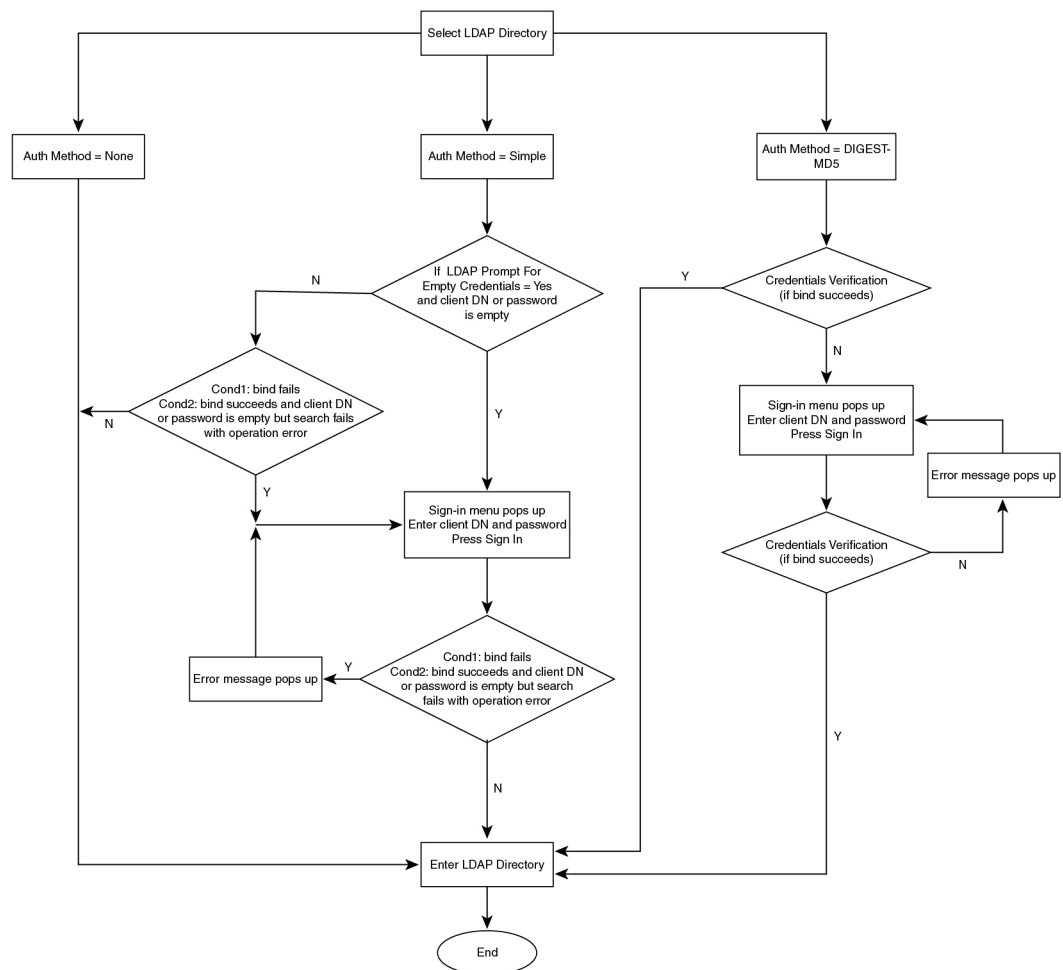 Select LDAP Directory
Auth Method = None
Auth Method = Simple
Auth Method = DIGEST-
MD5
If LDAP Prompt For
Empty Credentials = Yes
and client DN or password
is empty
N
Y
Credentials Verification
(if bind succeeds)
Y
N
Cond1: bind fails
Cond2: bind succeeds and client DN
or password is empty but search fails
with operation error
N
Y
Sign-in menu pops up
Enter client DN and password
Press Sign In
Error message pops up
Sign-in menu pops up
Enter client DN and password
Press Sign In
Credentials Verification
(if bind succeeds)
N
Y
Cond1: bind fails
Cond2: bind succeeds and client DN
or password is empty but search
fails with operation error
Y
Error message pops up
N
Enter LDAP Directory
End